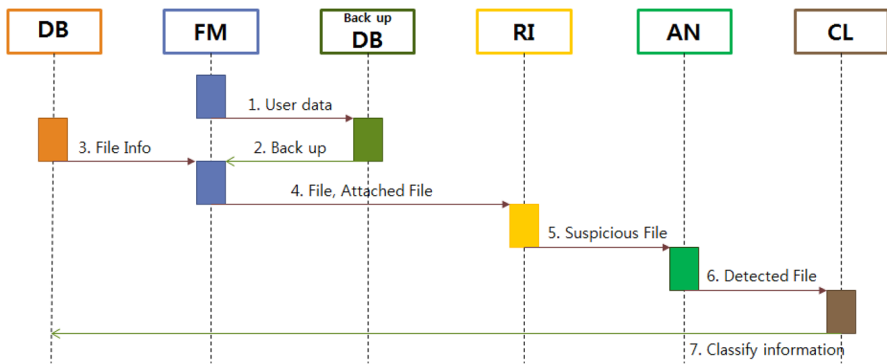 DB
FM
Back up
DB
RI
AN
CL
1. User data
3. File Info
2. Back up
4. File, Attached File
5. Suspicious File
6. Detected File
7. Classify information